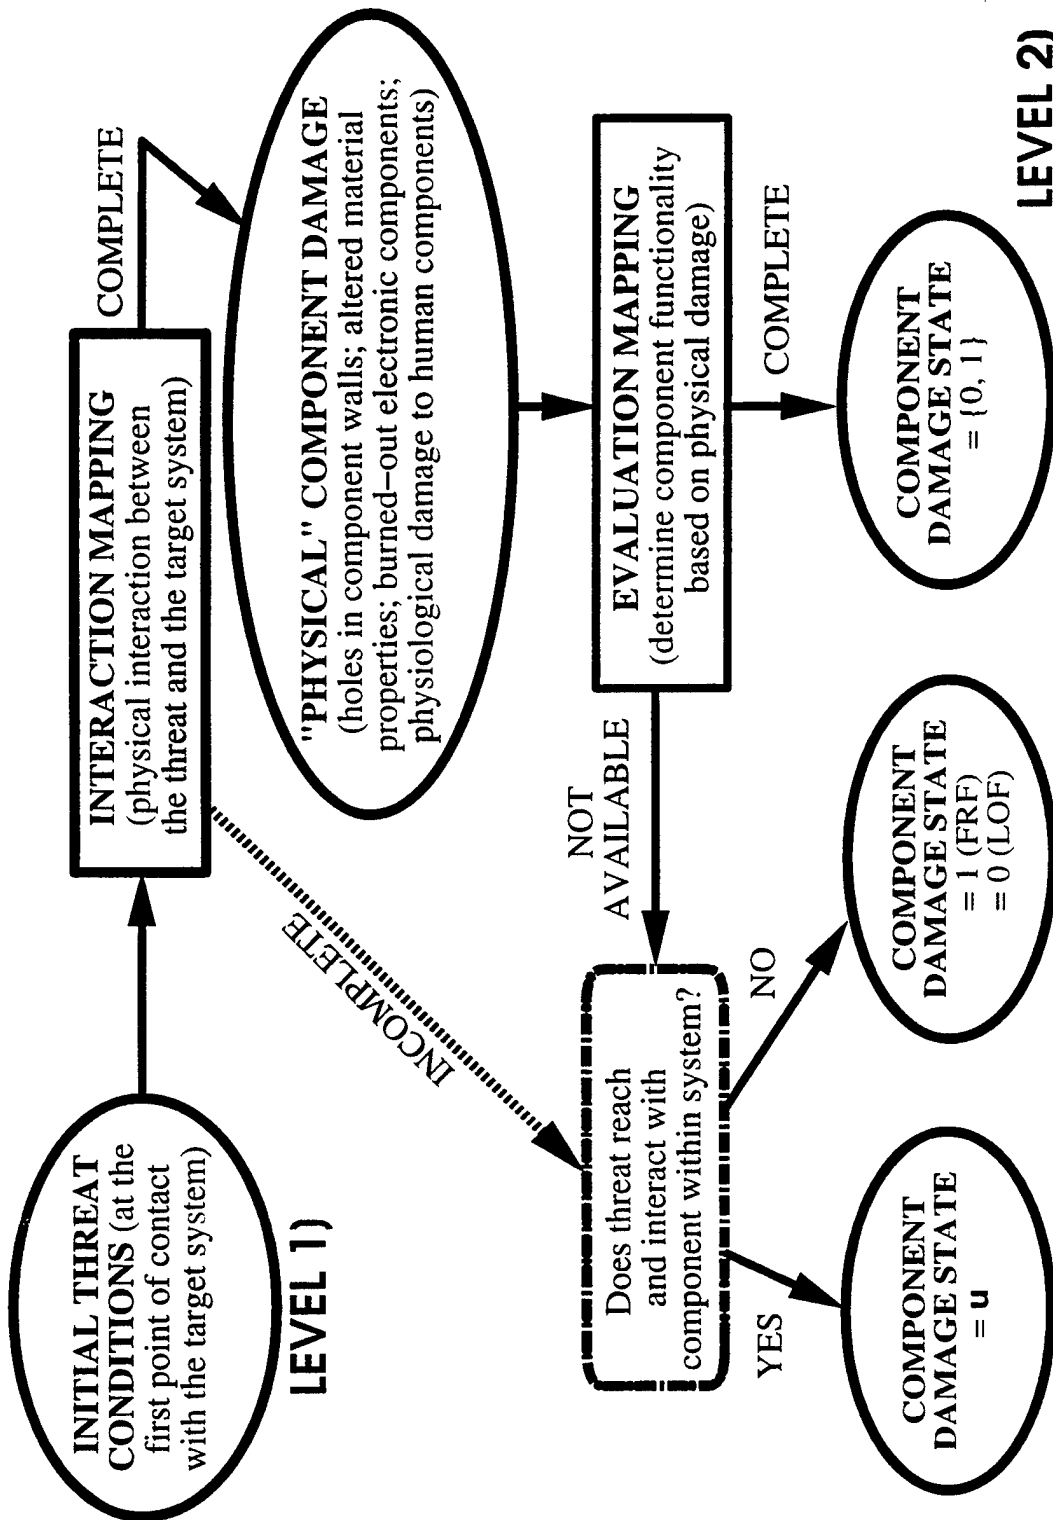 INITIAL THREAT
CONDITIONS (at the
first point of contact
with the target system)
LEVEL 1)
INTERACTION MAPPING
(physical interaction between
the threat and the target system)
COMPLETE
INCOMPLETE
"PHYSICAL" COMPONENT DAMAGE
(holes in component walls; altered material
properties; burned–out electronic components;
physiological damage to human components)
EVALUATION MAPPING
(determine component functionality
based on physical damage)
NOT
AVAILABLE
COMPLETE
Does threat reach
and interact with
component within system?
YES
NO
COMPONENT
DAMAGE STATE
= u
COMPONENT
DAMAGE STATE
= 1 (FRF)
= 0 (LOF)
COMPONENT
DAMAGE STATE
= {0, 1}
LEVEL 2)